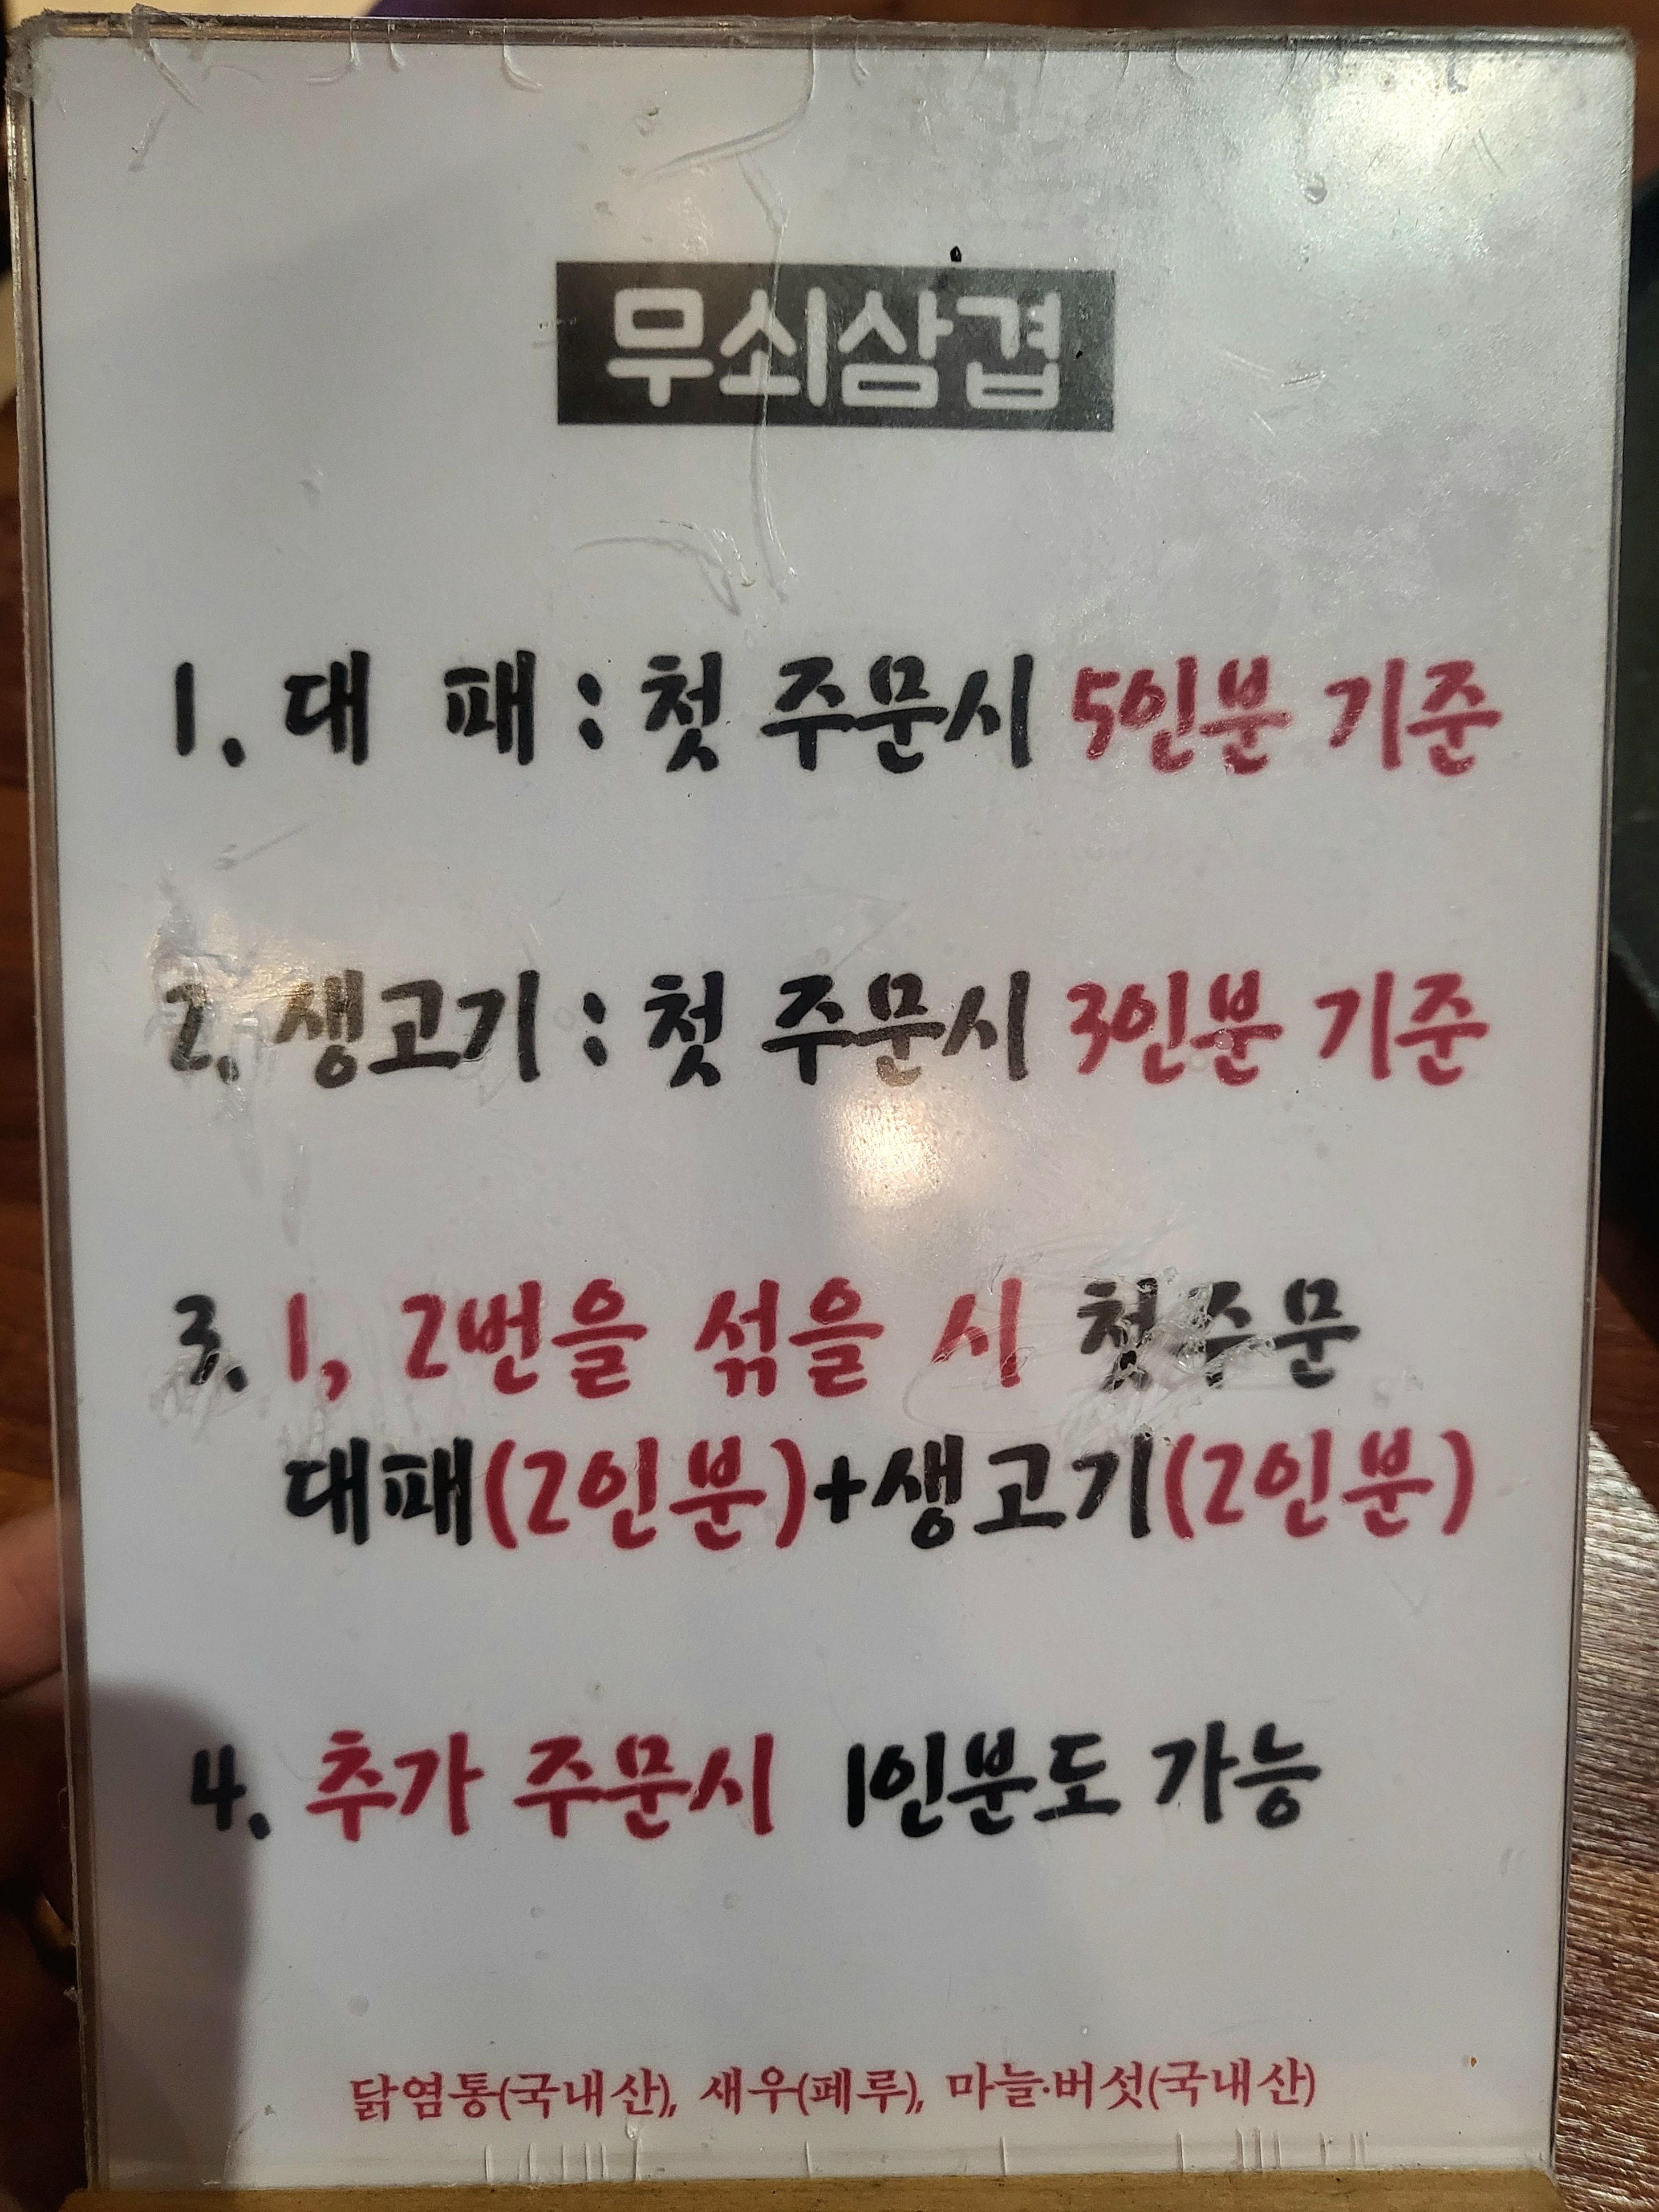 무쇠삼겹
1. 대 패 : 첫 주문시 5인분 기준
2. 생고기 : 첫 주문시 3인분 기준
3. 1, 2번을 섞을 시 첫 주문
대패(2인분)+생고기(2인분)
4. 추가 주문시 1인분도 가능
닭염통(국내산), 새우(페루), 마늘·버섯(국내산)